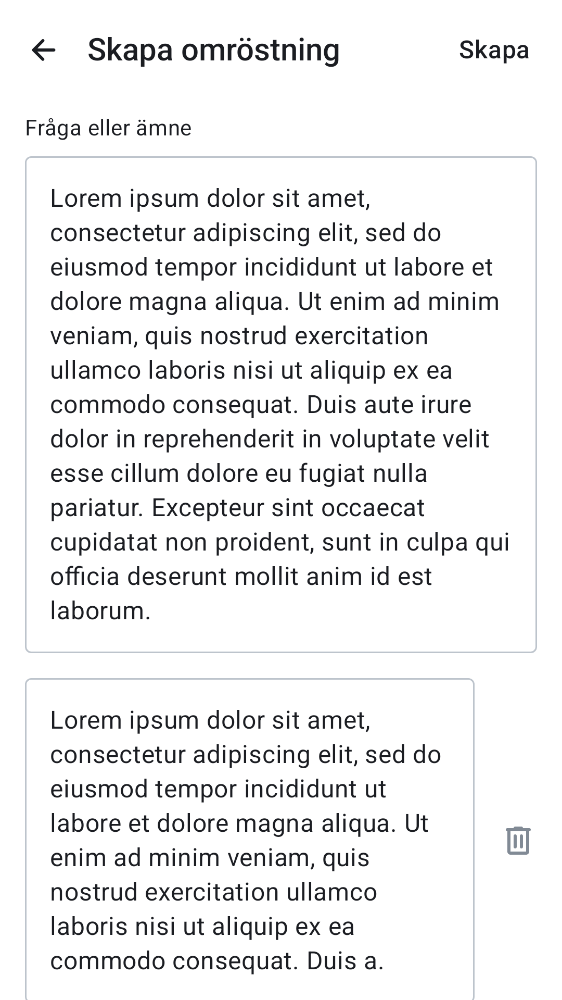 Skapa omröstning
Skapa
Fråga eller ämne
Lorem ipsum dolor sit amet,
consectetur adipiscing elit, sed do
eiusmod tempor incididunt ut labore et
dolore magna aliqua. Ut enim ad minim
veniam, quis nostrud exercitation
ullamco laboris nisi ut aliquip ex ea
commodo consequat. Duis aute irure
dolor in reprehenderit in voluptate velit
esse cillum dolore eu fugiat nulla
pariatur. Excepteur sint occaecat
cupidatat non proident, sunt in culpa qui
officia deserunt mollit anim id est
laborum.
Lorem ipsum dolor sit amet,
consectetur adipiscing elit, sed do
eiusmod tempor incididunt ut
labore et dolore magna aliqua. Ut
enim ad minim veniam, quis
nostrud exercitation ullamco
laboris nisi ut aliquip ex ea
commodo consequat. Duis a.